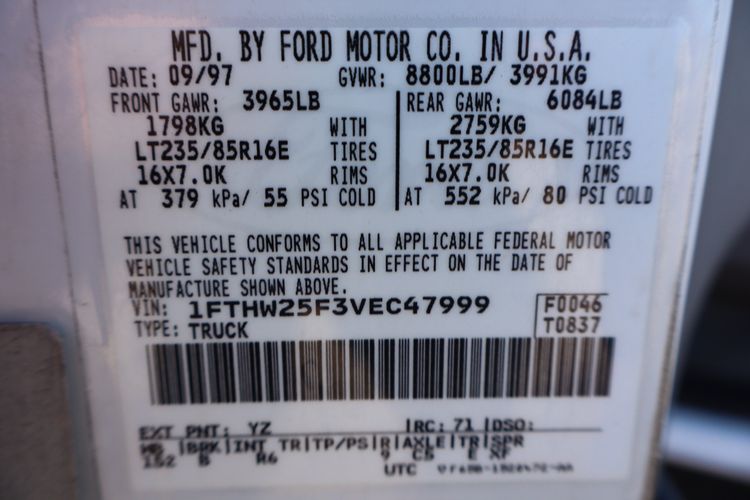 MFD. BY FORD MOTOR CO. IN U.S.A.
DATE: 09/97 GVWR: 8800LB/ 3991KG
FRONT GAWR: 3965LB REAR GAWR: 6084LB
1798KG WITH 2759KG WITH
LT235/85R16E TIRES LT235/85R16E TIRES
16X7.0K RIMS 16X7.0K RIMS
AT 379 kPa/ 55 PSI COLD AT 552 kPa/ 80 PSI COLD
THIS VEHICLE CONFORMS TO ALL APPLICABLE FEDERAL MOTOR
VEHICLE SAFETY STANDARDS IN EFFECT ON THE DATE OF
MANUFACTURE SHOWN ABOVE.
VIN: 1FTHW25F3VEC47999 F0046
TYPE: TRUCK T0837
EXT PNT: YZ RC: 71 DSO:
WB BRK INT TR TP/PS R AXLE TR SPR
152 B R6 9 C5 E XF
UTC